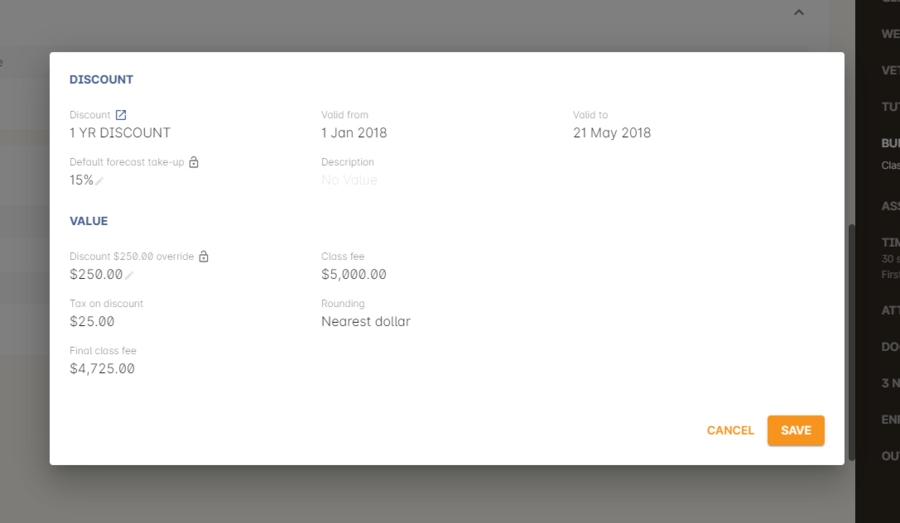 DISCOUNT
Discount
Valid from
Valid to
1 YR DISCOUNT
1 Jan 2018
21 May 2018
Default forecast take-up
Description
15%
No Value
VALUE
Discount $250.00 override
Class fee
$250.00
$5,000.00
Tax on discount
Rounding
$25.00
Nearest dollar
Final class fee
$4,725.00
CANCEL
SAVE
WE
VET
TUT
BU
Clas
ASS
TIM
30 s
First
ATT
DO
3 N
EN
OU